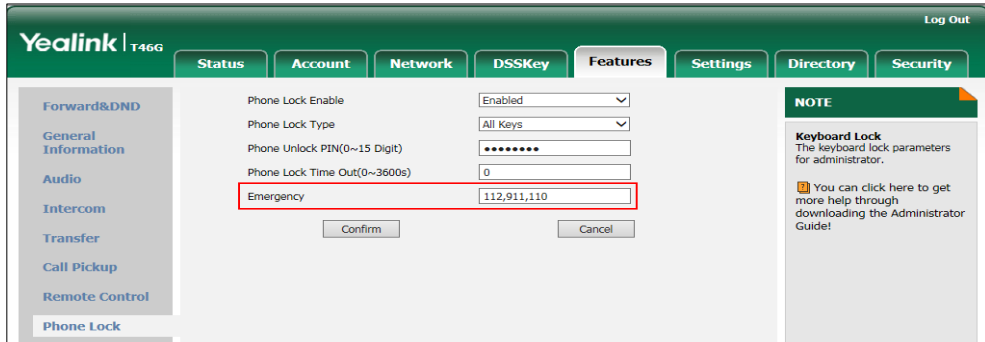 Log Out
Yealink | T46G
Status Account Network DSSKey Features Settings Directory Security
Forward&DND
General
Information
Audio
Intercom
Transfer
Call Pickup
Remote Control
Phone Lock
Phone Lock Enable Enabled
Phone Lock Type All Keys
Phone Unlock PIN(0~15 Digit) ••••••••
Phone Lock Time Out(0~3600s) 0
Emergency 112,911,110
Confirm Cancel
NOTE
Keyboard Lock
The keyboard lock parameters
for administrator.
You can click here to get
more help through
downloading the Administrator
Guide!